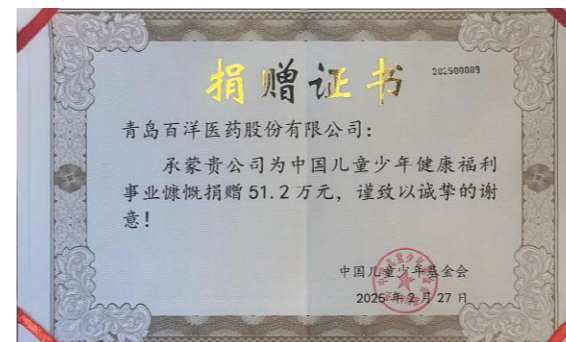 捐赠证书
201500003
青岛百洋医药股份有限公司：
承蒙贵公司为中国儿童少年健康福利
事业慷慨捐赠51.2万元，谨致以诚挚的谢
意！
中国儿童少年基金会
2025年2月27日